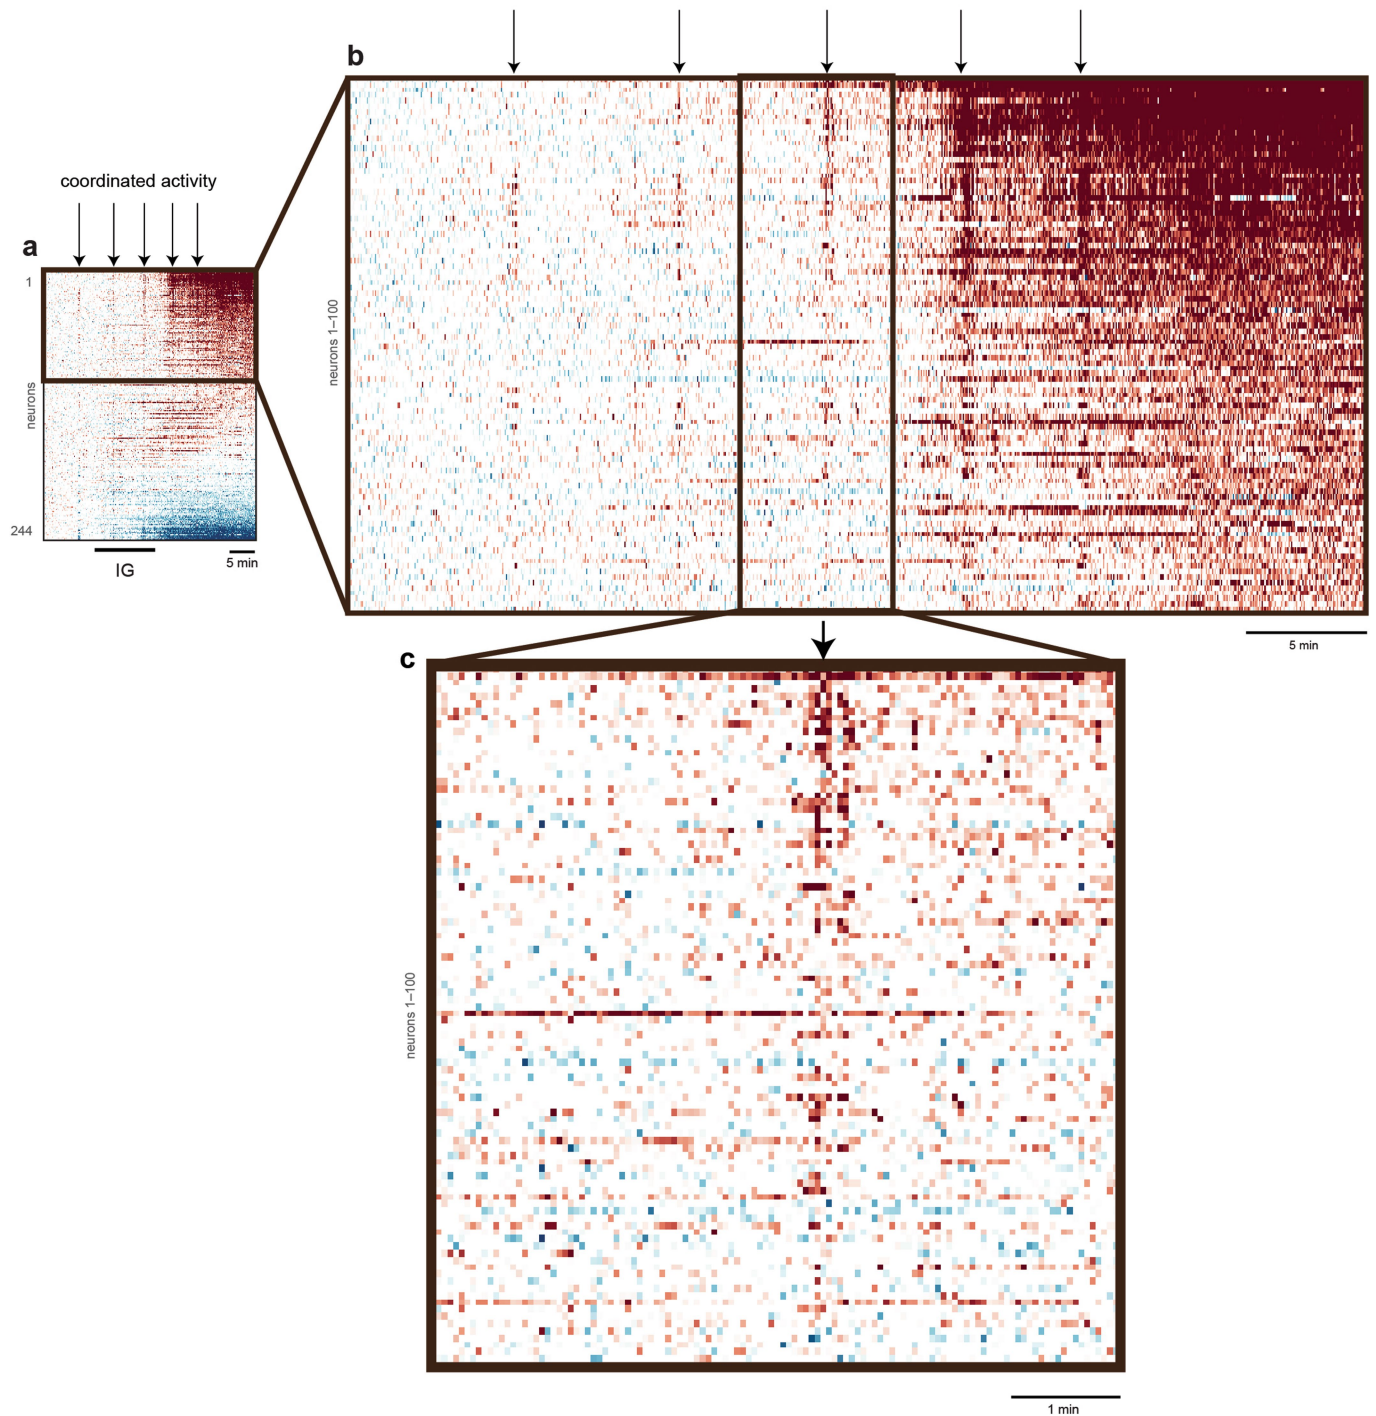 b
coordinated activity
a
1
neurons
244
IG
5 min
neurons 1–100
5 min
c
neurons 1–100
1 min